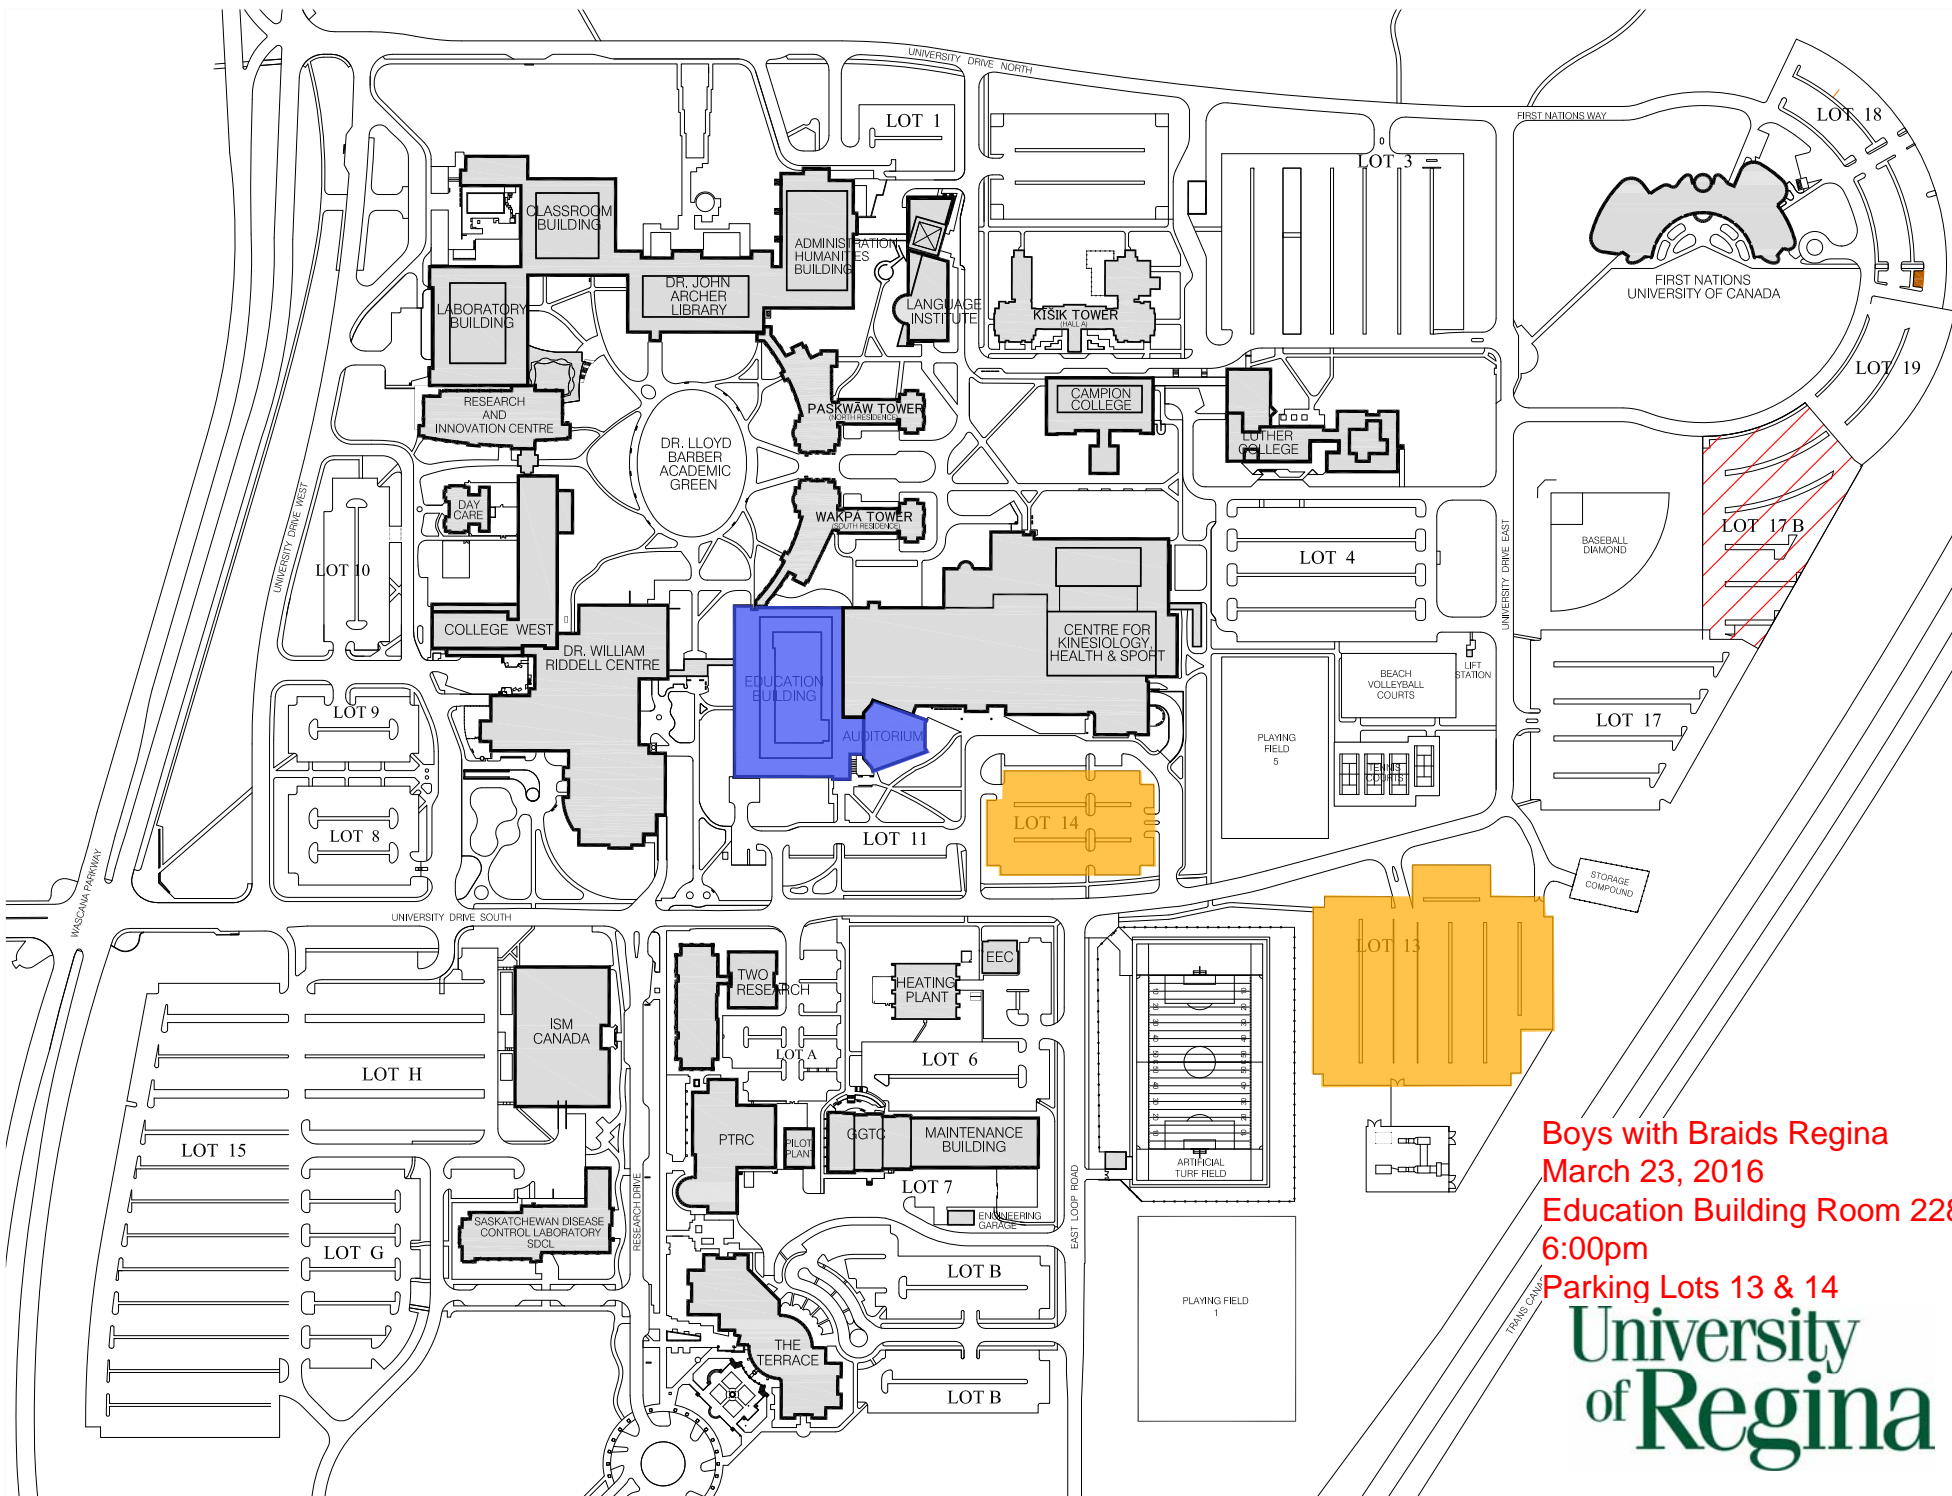 UNIVERSITY DRIVE NORTH
LOT 1
FIRST NATIONS WAY
LOT 18
LOT 3
CLASSROOM
BUILDING
ADMINISTRATION
HUMANITIES
BUILDING
DR. JOHN
ARCHER
LIBRARY
LABORATORY
BUILDING
LANGUAGE
INSTITUTE
KĪSIK TOWER
(HALL A)
FIRST NATIONS
UNIVERSITY OF CANADA
LOT 19
RESEARCH
AND
INNOVATION CENTRE
PASKWĀW TOWER
(NORTH RESIDENCE)
CAMPION
COLLEGE
LUTHER
COLLEGE
DR. LLOYD
BARBER
ACADEMIC
GREEN
DAY
CARE
WAKPÁ TOWER
(SOUTH RESIDENCE)
UNIVERSITY DRIVE WEST
LOT 10
LOT 4
UNIVERSITY DRIVE EAST
BASEBALL
DIAMOND
LOT 17 B
COLLEGE WEST
DR. WILLIAM
RIDDELL CENTRE
CENTRE FOR
KINESIOLOGY,
HEALTH & SPORT
EDUCATION
BUILDING
AUDITORIUM
BEACH
VOLLEYBALL
COURTS
LIFT
STATION
LOT 9
LOT 17
PLAYING
FIELD
5
TENNIS
COURTS
LOT 8
LOT 11
LOT 14
STORAGE
COMPOUND
WASCANA PARKWAY
UNIVERSITY DRIVE SOUTH
LOT 13
TWO
RESEARCH
HEATING
PLANT
EEC
ISM
CANADA
LOT A
LOT 6
LOT H
LOT 15
PTRC
PILOT
PLANT
GGTC
MAINTENANCE
BUILDING
ARTIFICIAL
TURF FIELD
LOT 7
ENGINEERING
GARAGE
EAST LOOP ROAD
RESEARCH DRIVE
SASKATCHEWAN DISEASE
CONTROL LABORATORY
SDCL
LOT G
LOT B
PLAYING FIELD
1
THE
TERRACE
LOT B
TRANS CANA
Boys with Braids Regina
March 23, 2016
Education Building Room 228
6:00pm
Parking Lots 13 & 14
University
of Regina